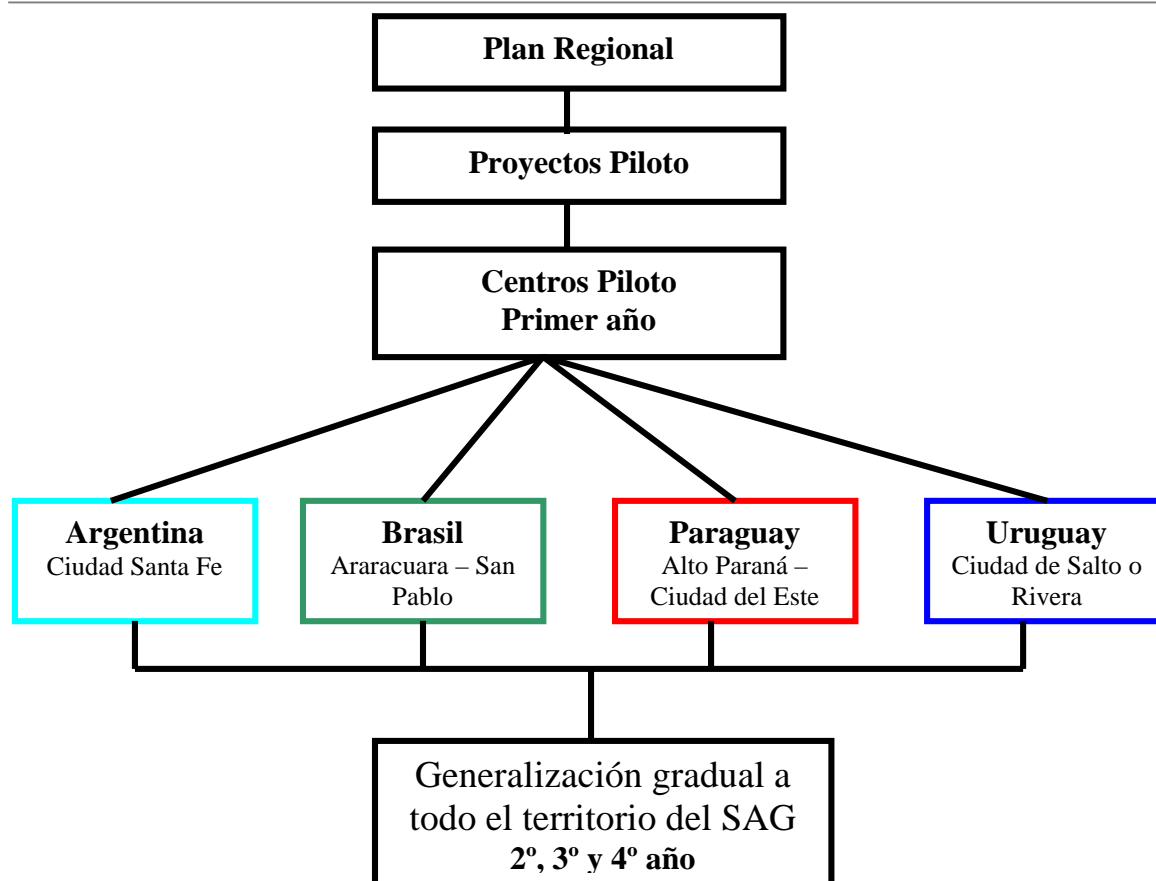 Plan Regional
Proyectos Piloto
Centros Piloto
Primer año
Argentina
Ciudad Santa Fe
Brasil
Araracuara – San
Pablo
Paraguay
Alto Paraná –
Ciudad del Este
Uruguay
Ciudad de Salto o
Rivera
Generalización gradual a
todo el territorio del SAG
2º, 3º y 4º año